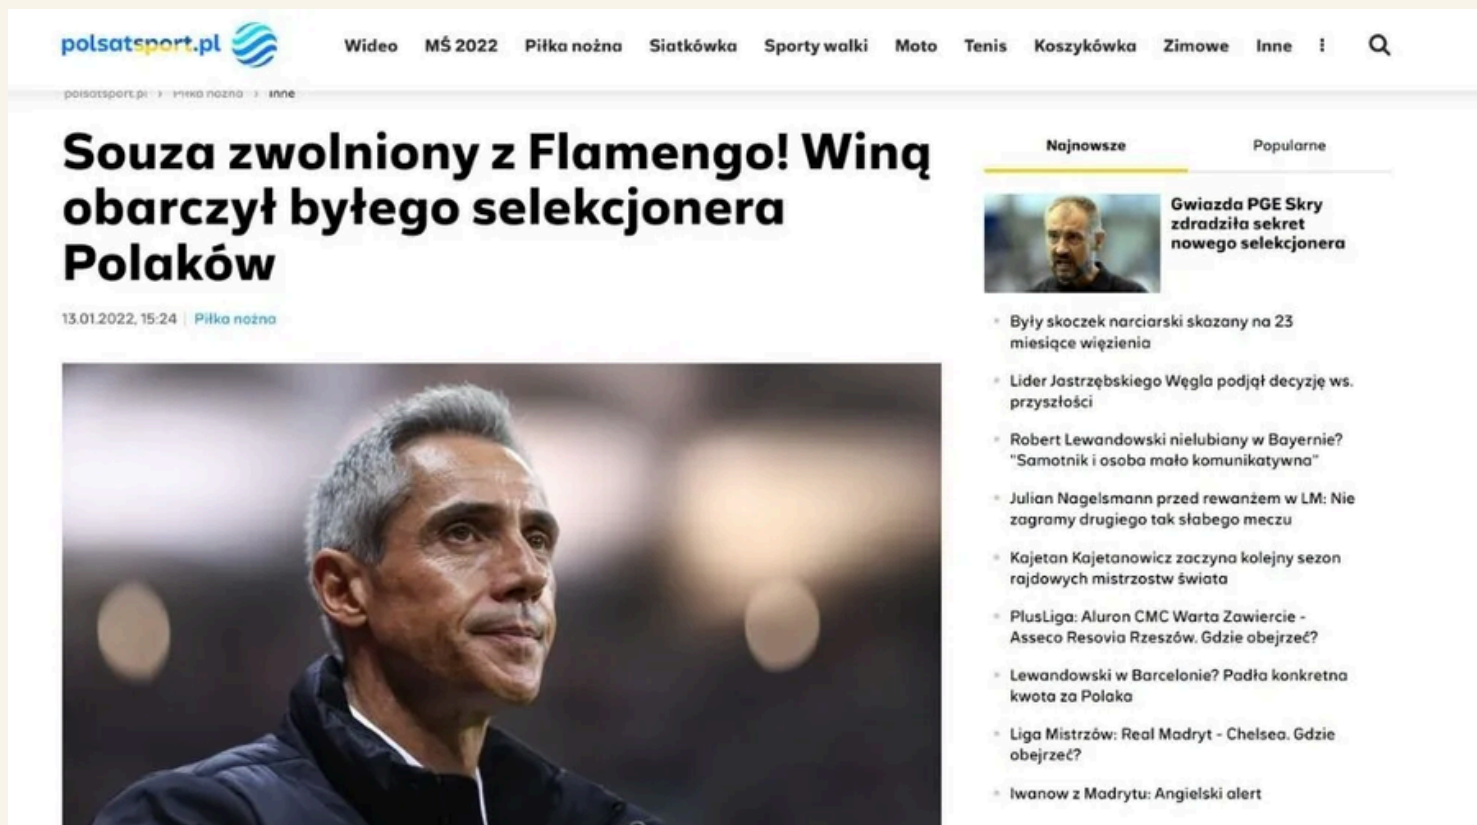 polsatsport.pl
Wideo MŚ 2022 Piłka nożna Siatkówka Sporty walki Moto Tenis Koszykówka Zimowe Inne
polsatsport.pl > Piłka nożna > Inne
Souza zwolniony z Flamengo! Winą
obarczył byłego selekcjonera
Polaków
13.01.2022, 15:24 | Piłka nożna
Najnowsze Popularne
Gwiazda PGE Skry
zdradziła sekret
nowego selekcjonera
Były skoczek narciarski skazany na 23
miesiące więzienia
Lider Jastrzębskiego Węgla podjął decyzję ws.
przyszłości
Robert Lewandowski nielubiany w Bayernie?
"Samotnik i osoba mało komunikatywna"
Julian Nagelsmann przed rewanżem w LM: Nie
zagramy drugiego tak słabego meczu
Kajetan Kajetanowicz zaczyna kolejny sezon
rajdowych mistrzostw świata
PlusLiga: Aluron CMC Warta Zawiercie -
Asseco Resovia Rzeszów. Gdzie obejrzeć?
Lewandowski w Barcelonie? Padła konkretna
kwota za Polaka
Liga Mistrzów: Real Madryt - Chelsea. Gdzie
obejrzeć?
Iwanow z Madrytu: Angielski alert